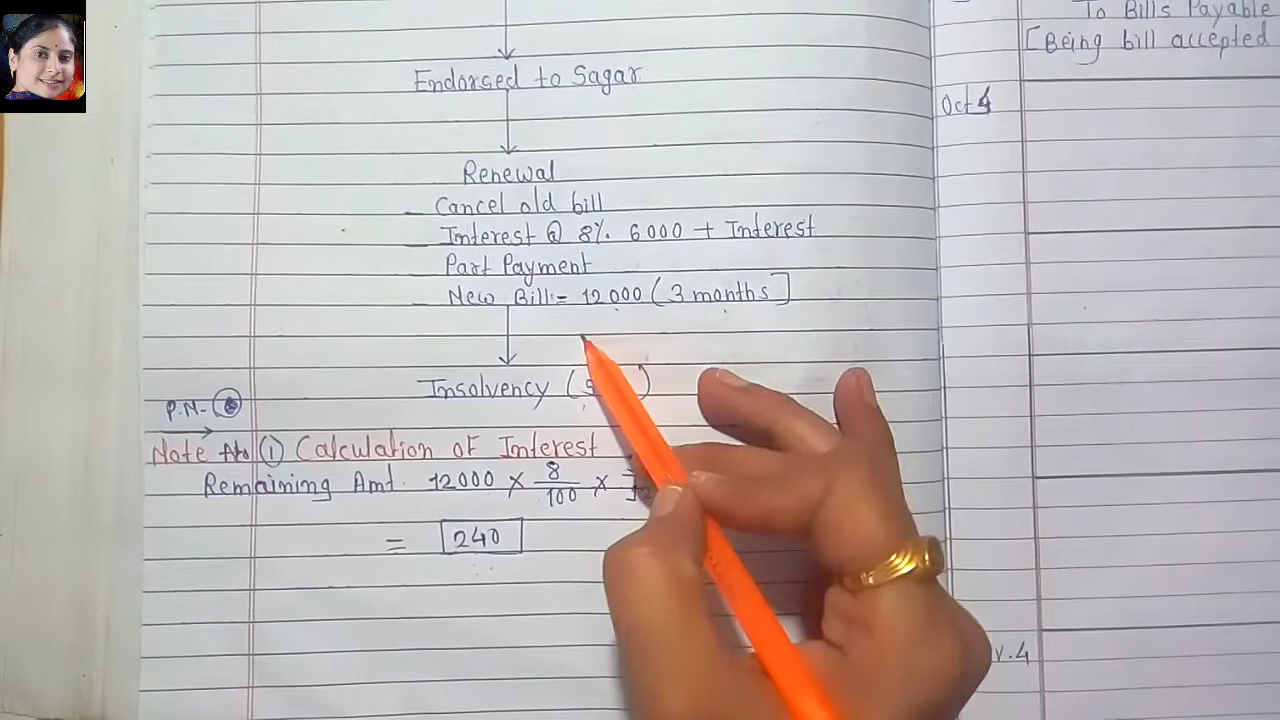 Endorsed to Sagar
Renewal
- Cancel old bill
- Interest @ 8%. 6000 + Interest
- Part Payment
- New Bill:- 12000 (3 months]
Insolvency (
P.N-
Note No ① Calculation of Interest
Remaining Amt. 12000 × 8/100 ×
= 240
To Bills Payable
[Being bill accepted
Oct 4
v.4